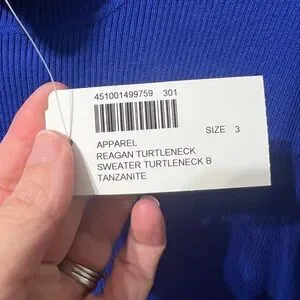 451001499759 301
SIZE 3
APPAREL
REAGAN TURTLENECK
SWEATER TURTLENECK B
TANZANITE